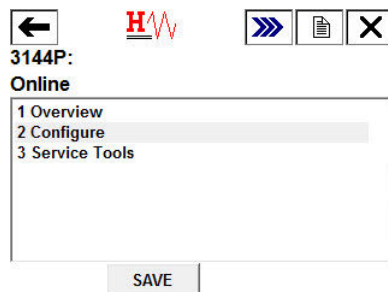 H
3144P:
Online
1 Overview
2 Configure
3 Service Tools
SAVE